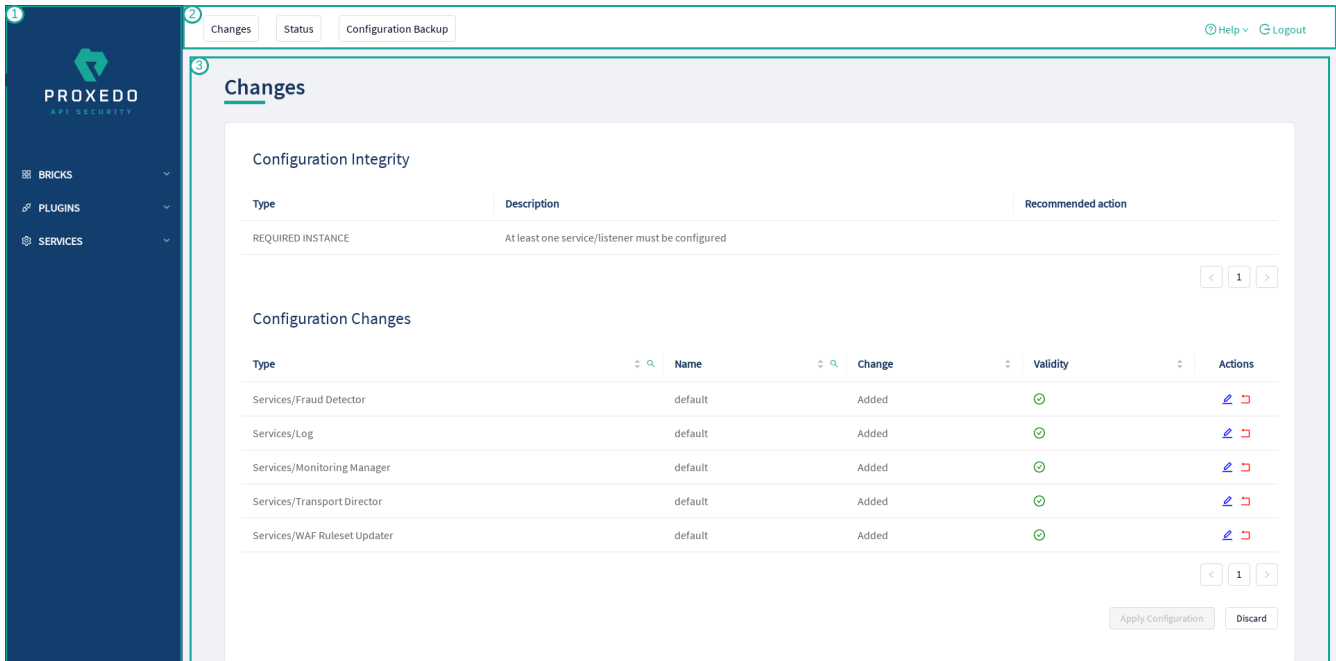 1
2
Changes Status Configuration Backup Help Logout
3
PROXEDO
API SECURITY
BRICKS
PLUGINS
SERVICES
Changes
Configuration Integrity
Type Description Recommended action
REQUIRED INSTANCE At least one service/listener must be configured
< 1 >
Configuration Changes
Type Name Change Validity Actions
Services/Fraud Detector default Added
Services/Log default Added
Services/Monitoring Manager default Added
Services/Transport Director default Added
Services/WAF Ruleset Updater default Added
< 1 >
Apply Configuration Discard